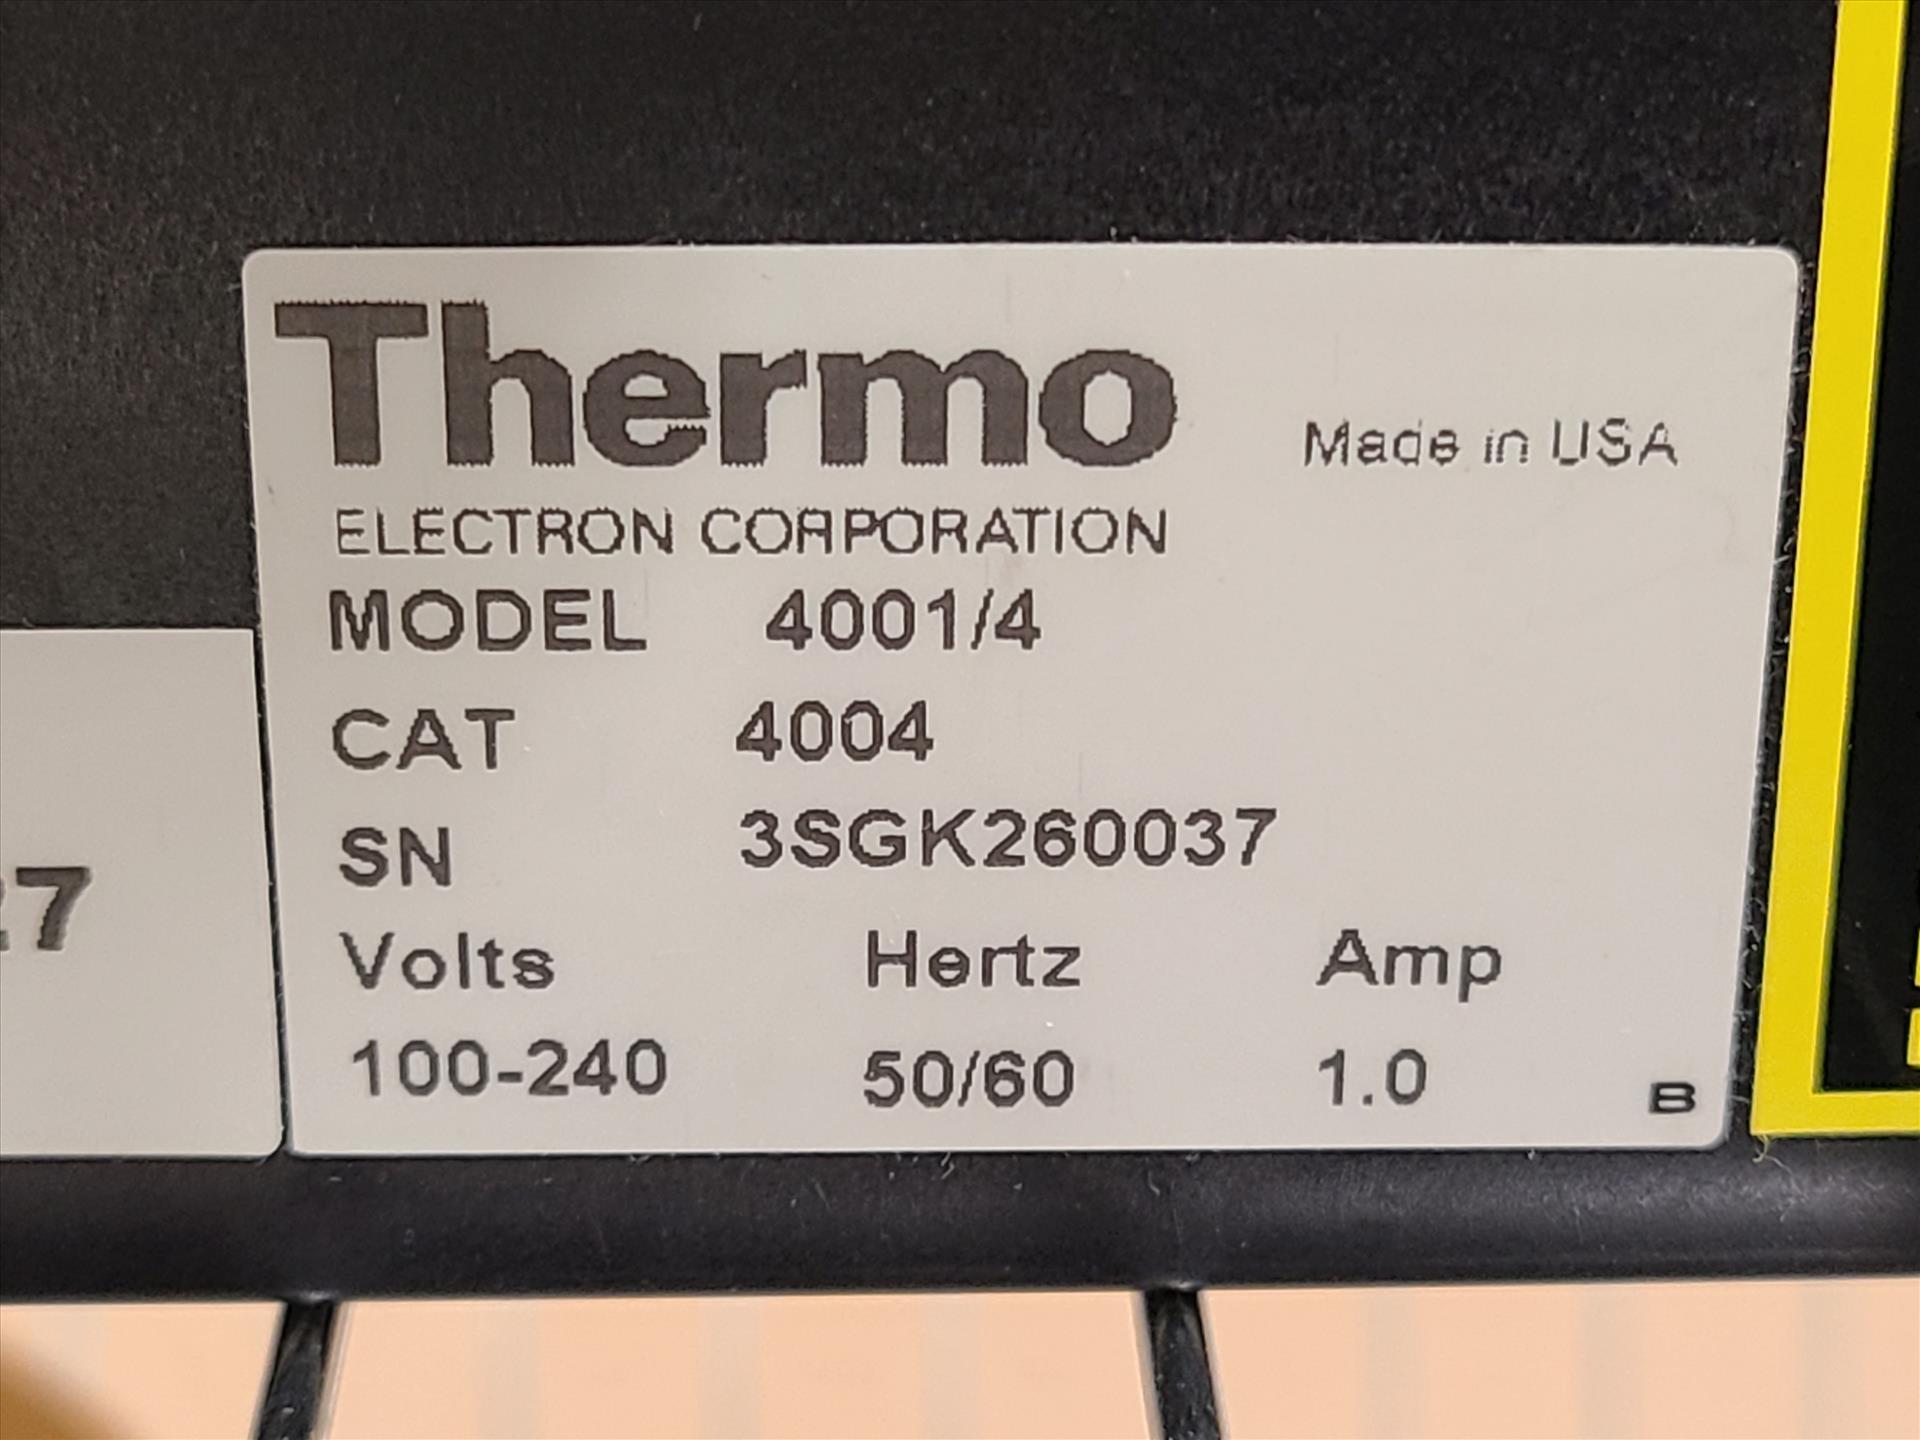 Thermo
Made in USA
ELECTRON CORPORATION
MODEL 4001/4
CAT 4004
SN 3SGK260037
Volts Hertz Amp
100-240 50/60 1.0
B